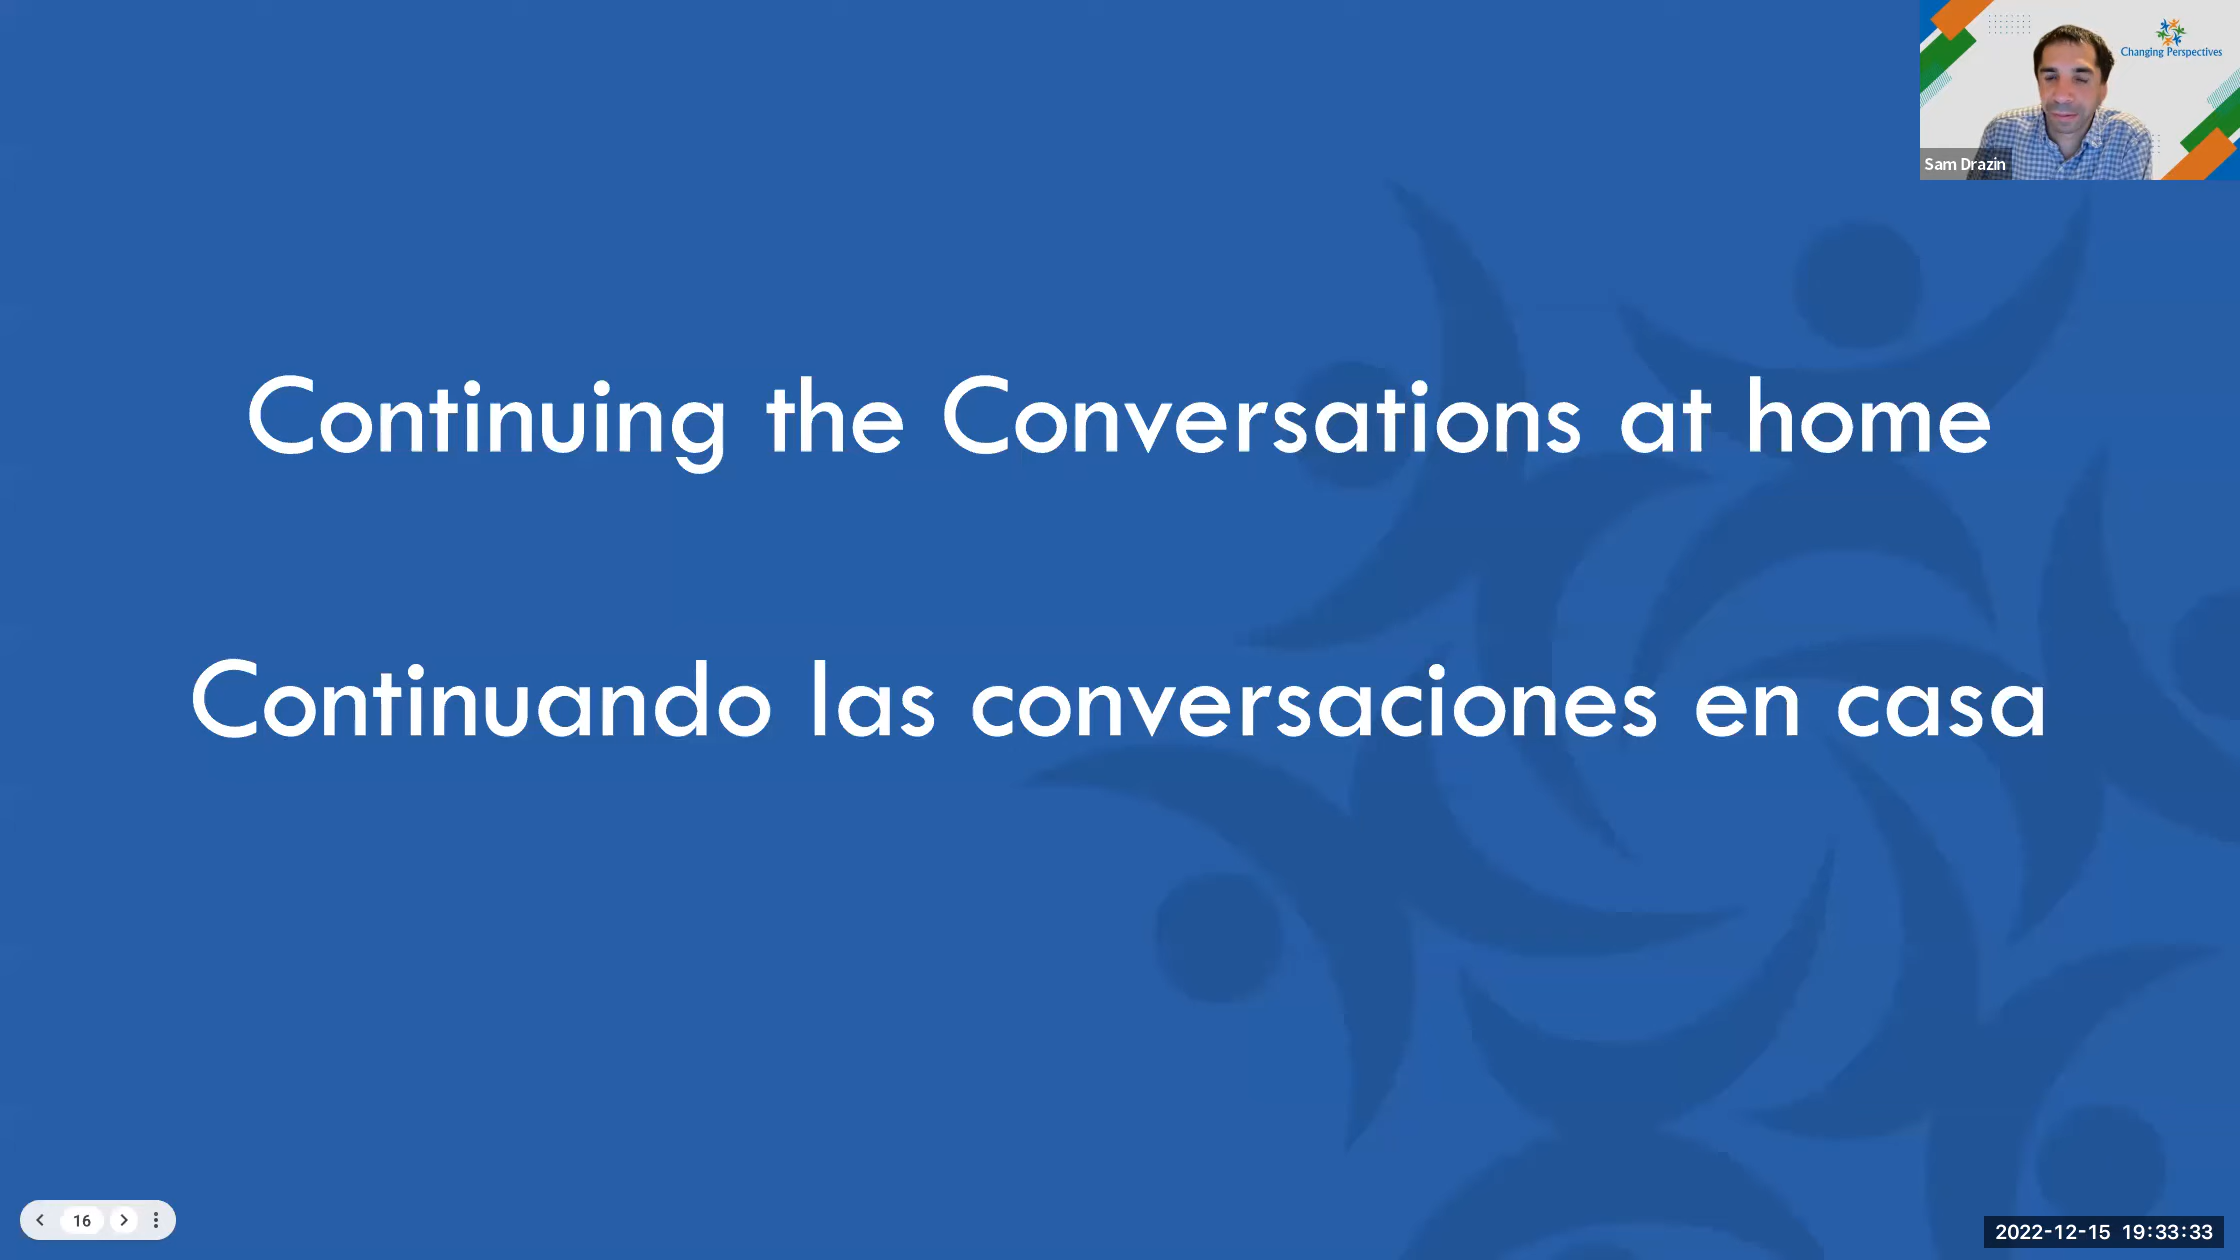 Changing Perspectives
Sam Drazin
Continuing the Conversations at home
Continuando las conversaciones en casa
16
2022-12-15 19:33:33